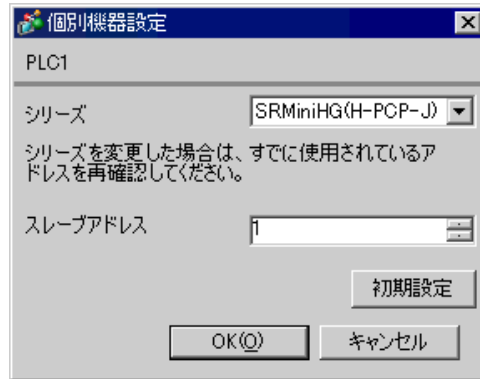 個別機器設定
PLC1
シリーズ
SRMiniHG(H-PCP-J)
シリーズを変更した場合は、すでに使用されているア
ドレスを再確認してください。
スレーブアドレス
1
初期設定
OK(O)
キャンセル